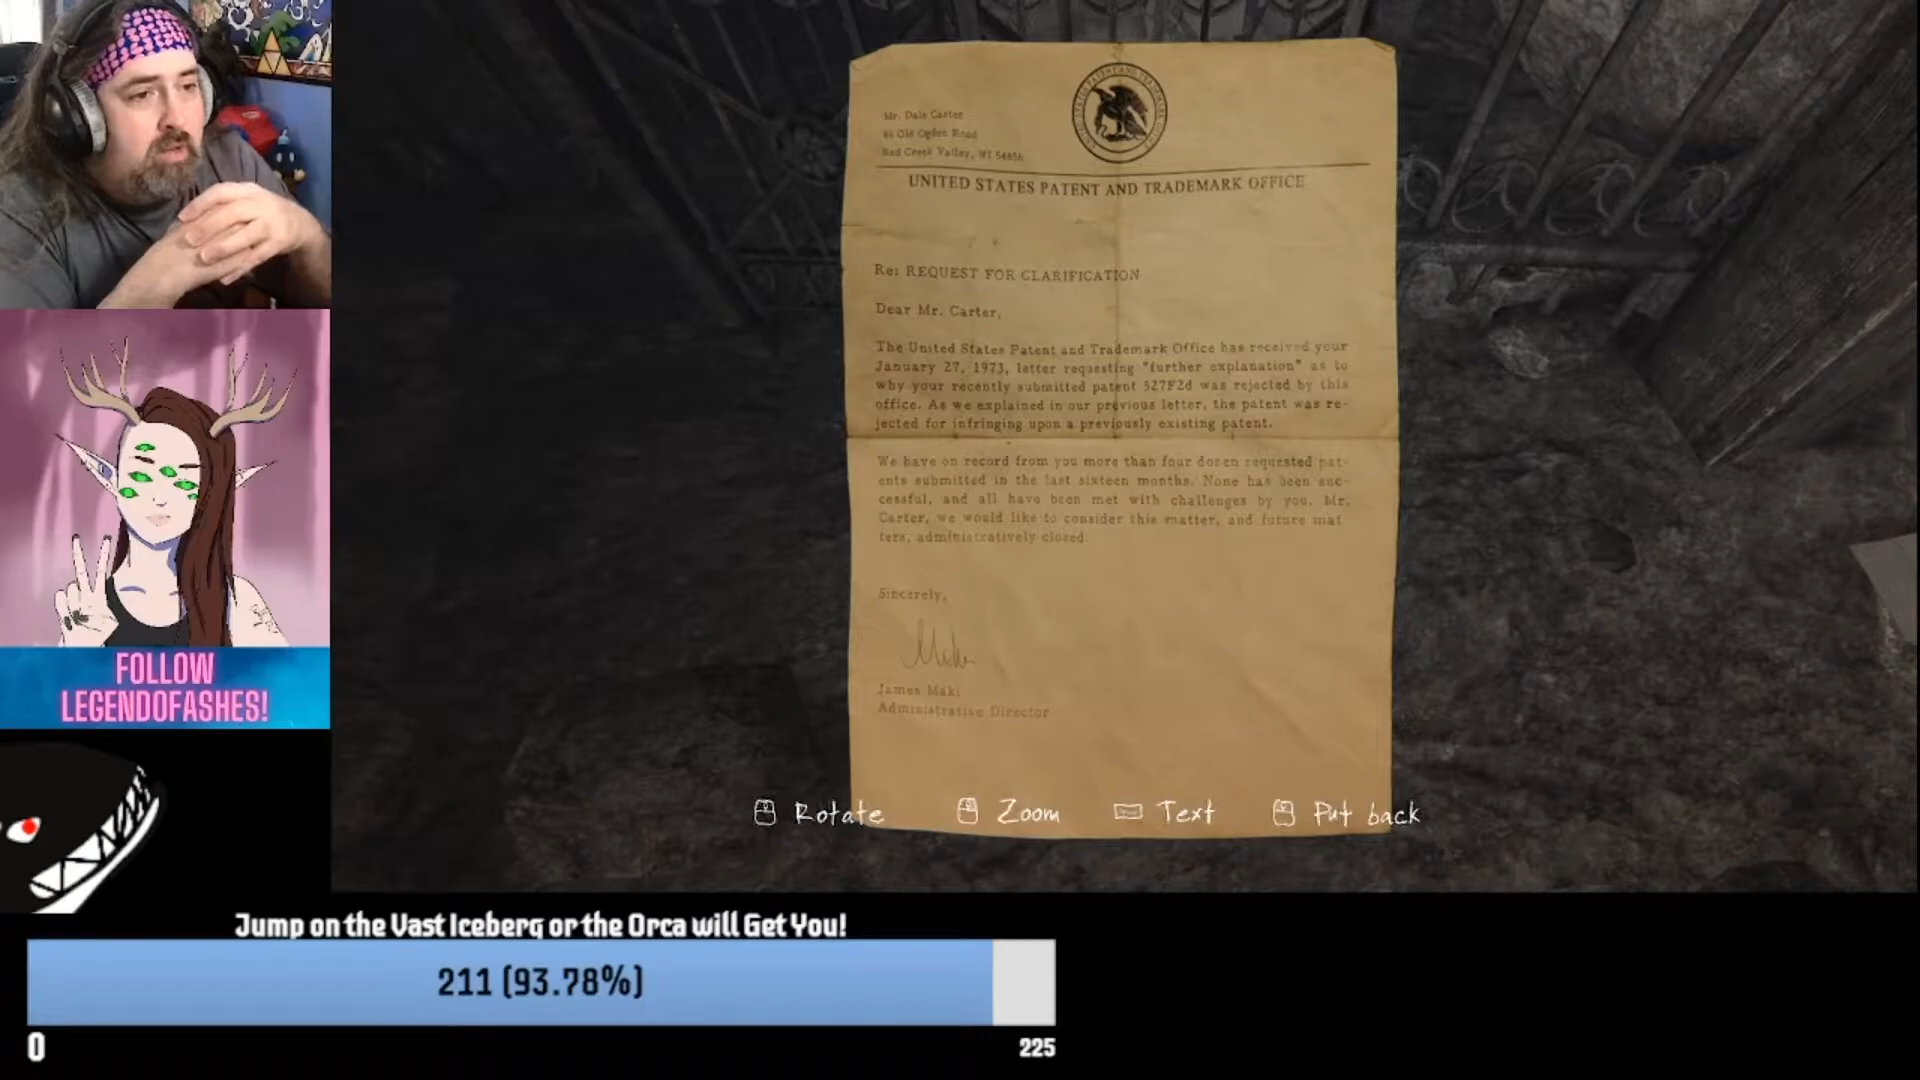 Mr. Dale Carter
Old Ogden Road
Red Creek Valley, WI
UNITED STATES PATENT AND TRADEMARK OFFICE
Re: REQUEST FOR CLARIFICATION
Dear Mr. Carter,
The United States Patent and Trademark Office has received your
January 27, 1973, letter requesting "further explanation" as to
why your recently submitted patent 527F2d was rejected by this
office. As we explained in our previous letter, the patent was re-
jected for infringing upon a previously existing patent.
We have on record from you more than four dozen requested pat-
ents submitted in the last sixteen months. None has been suc-
cessful, and all have been met with challenges by you. Mr.
Carter, we would like to consider this matter, and future mat
ters, administratively closed.
Sincerely,
James Maki
Administrative Director
Rotate Zoom Text Put back
FOLLOW
LEGENDOFASHES!
Jump on the Vast Iceberg or the Orca will Get You!
211 (93.78%)
0 225